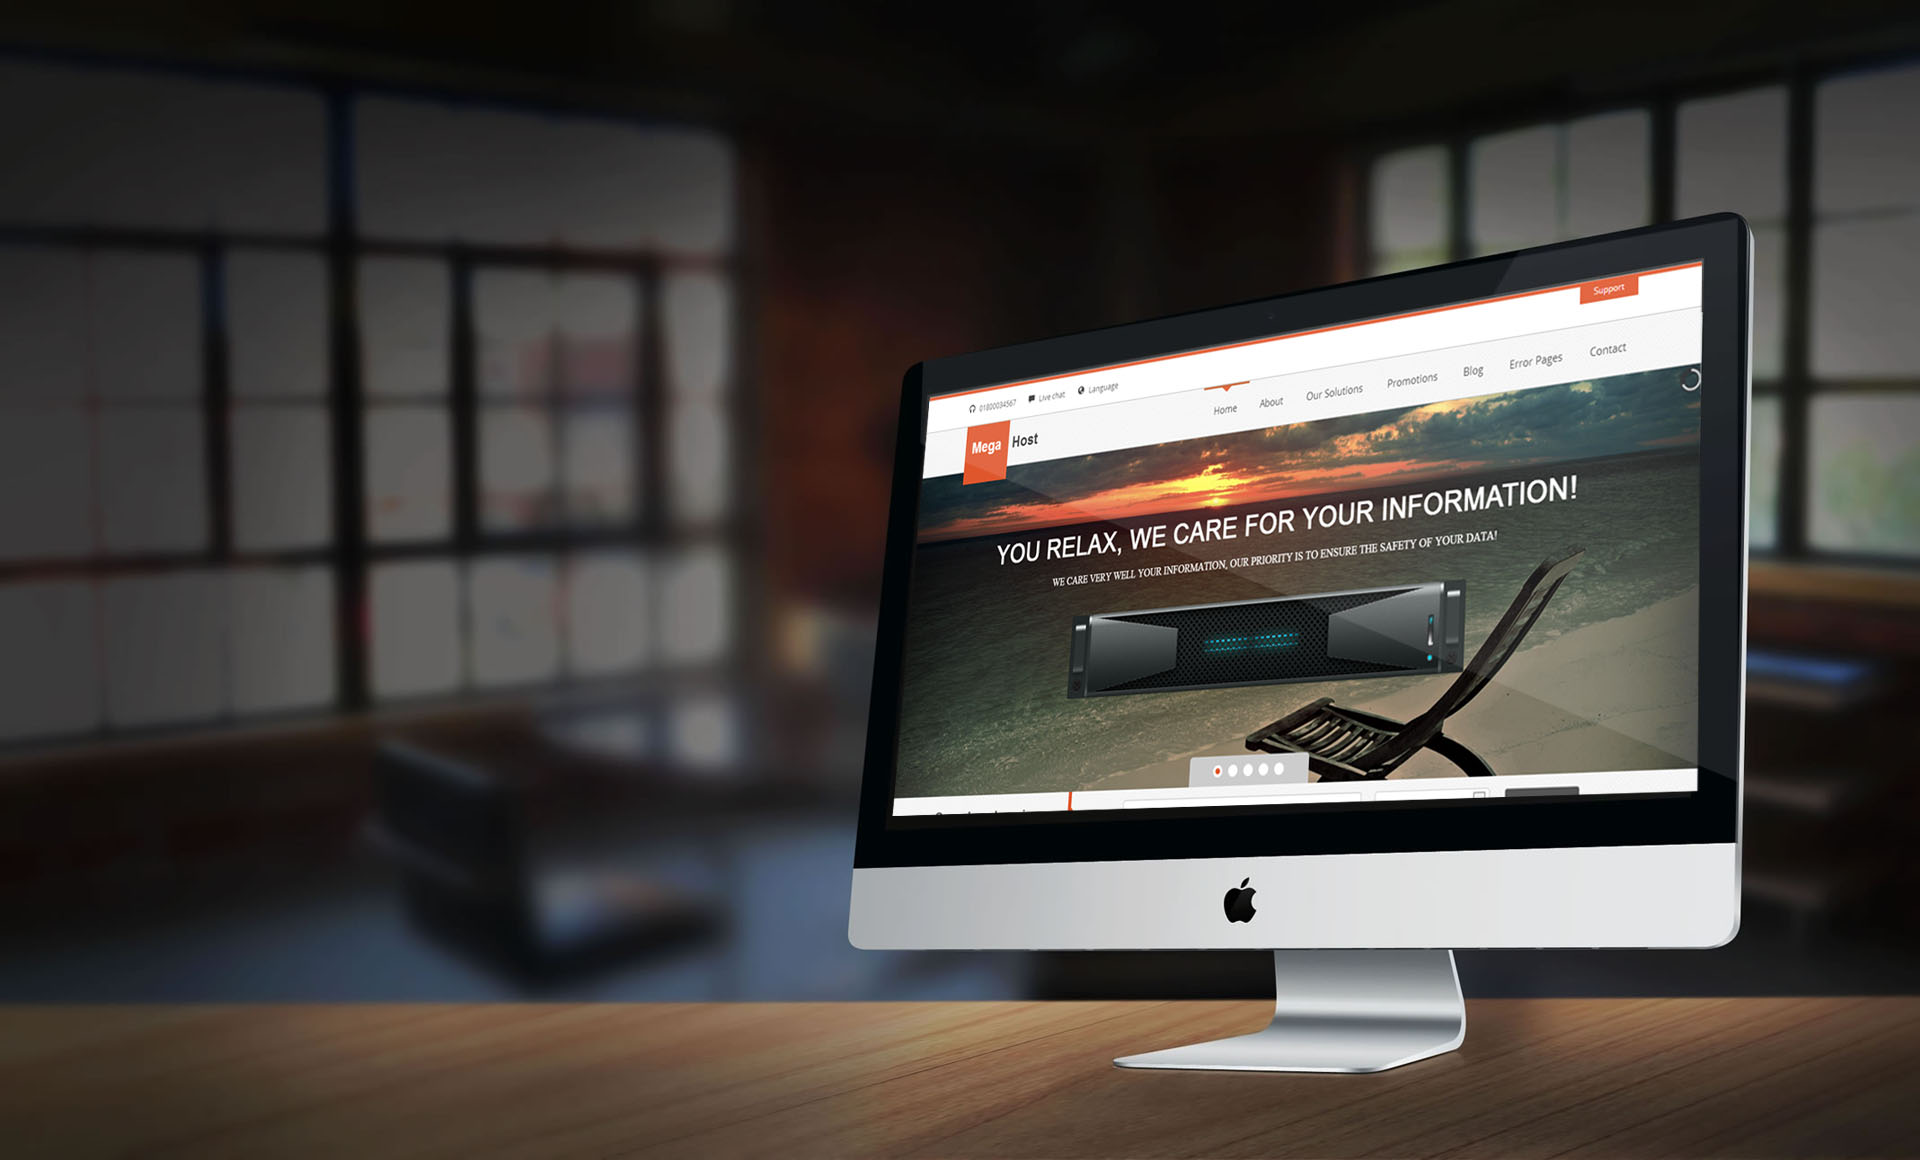 Support
01800034567 Live chat Language
Home About Our Solutions Promotions Blog Error Pages Contact
Mega Host
YOU RELAX, WE CARE FOR YOUR INFORMATION!
WE CARE VERY WELL YOUR INFORMATION, OUR PRIORITY IS TO ENSURE THE SAFETY OF YOUR DATA!